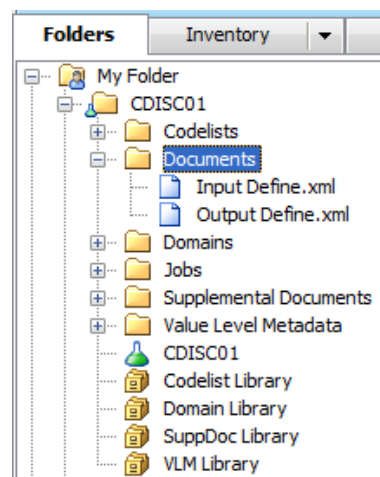 Folders Inventory
My Folder
CDISC01
Codelists
Documents
Input Define.xml
Output Define.xml
Domains
Jobs
Supplemental Documents
Value Level Metadata
CDISC01
Codelist Library
Domain Library
SuppDoc Library
VLM Library